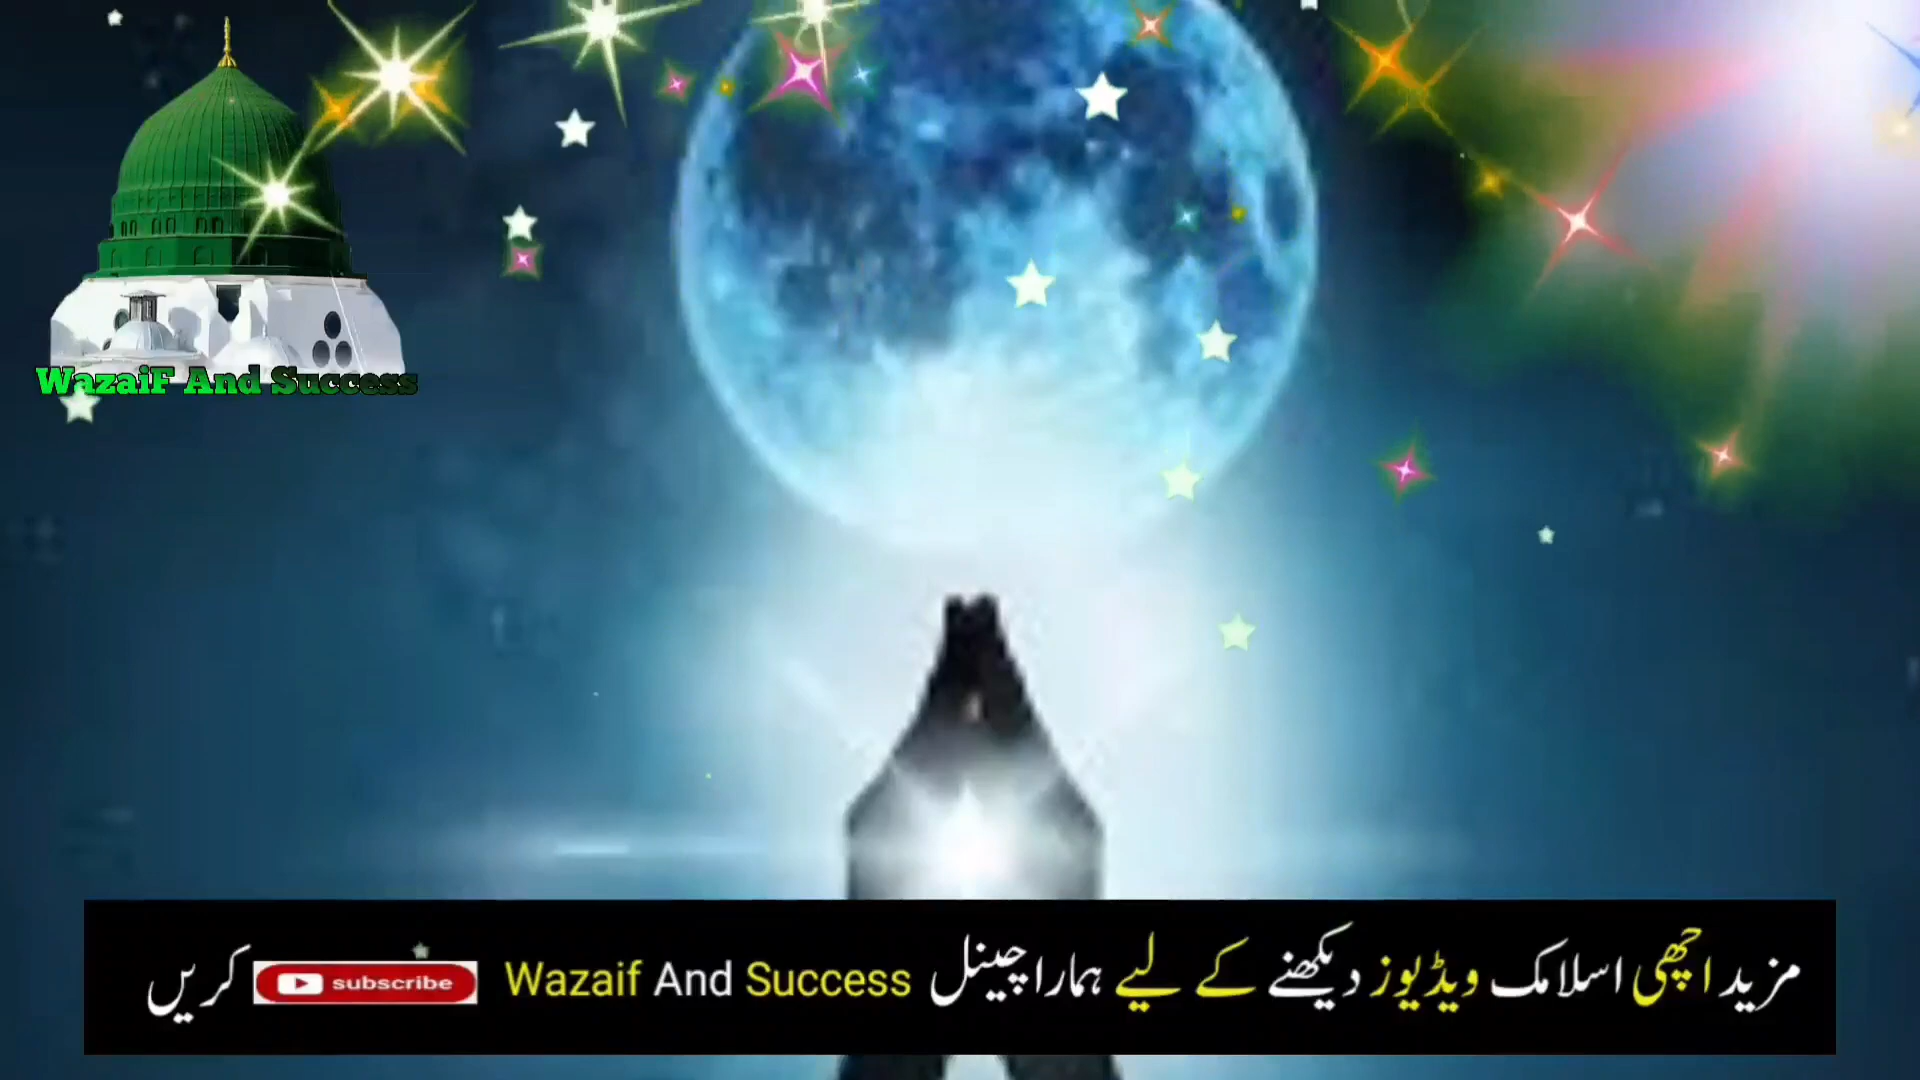 WazaiF And Success
مزید اچھی اسلامک ویڈیوز دیکھنے کے لیے ہمارا چینل Wazaif And Success subscribe کریں